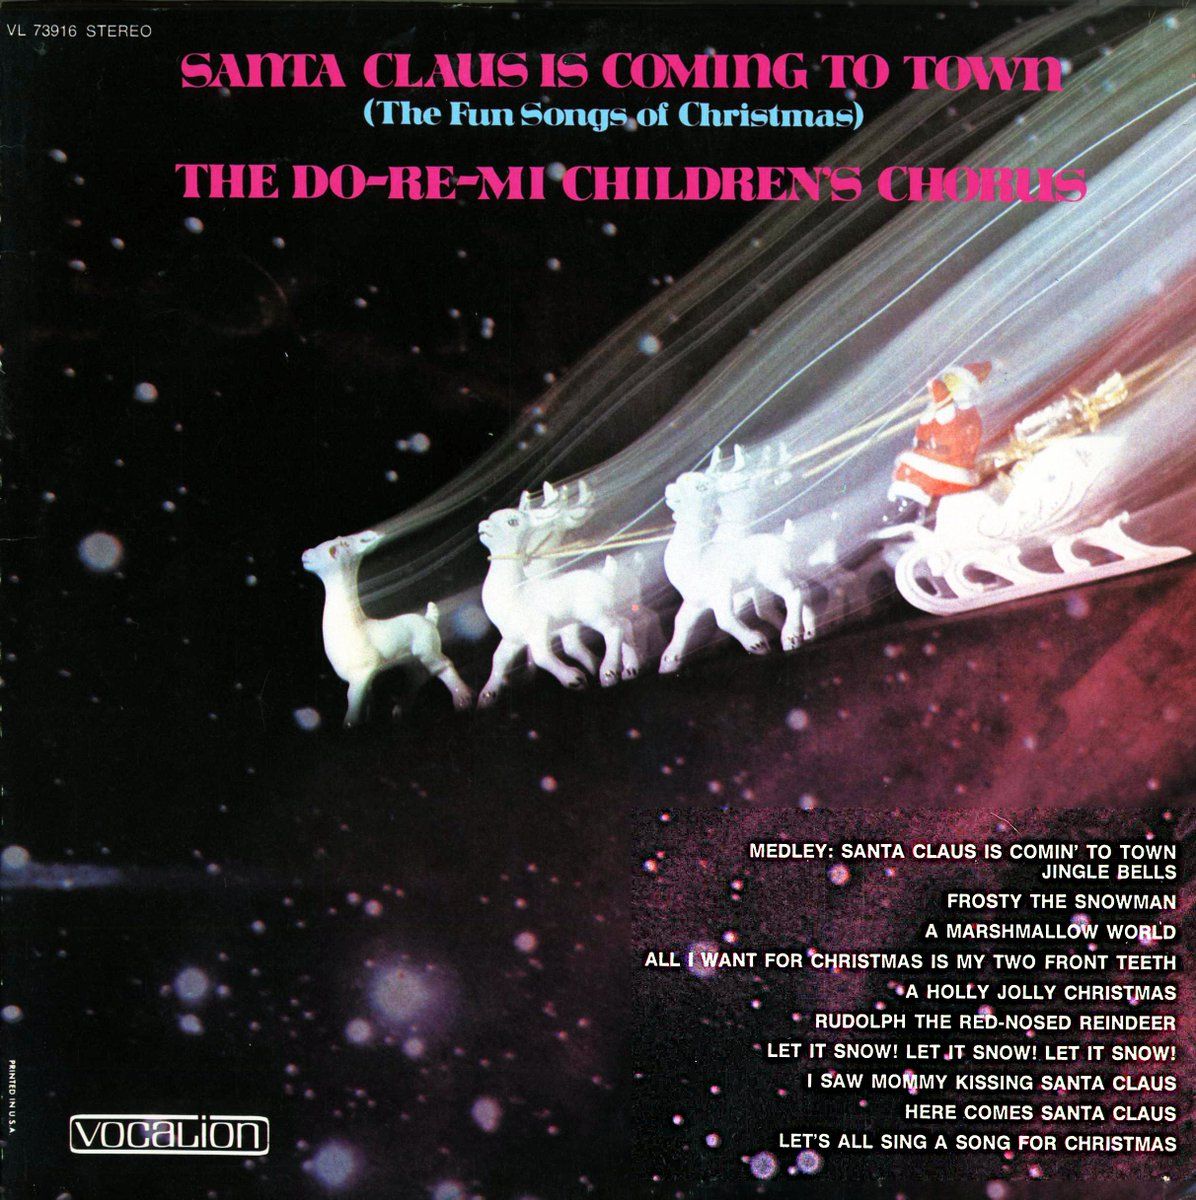 VL 73916 STEREO
SANTA CLAUS IS COMING TO TOWN
(The Fun Songs of Christmas)
THE DO-RE-MI CHILDREN'S CHORUS
MEDLEY: SANTA CLAUS IS COMIN' TO TOWN
JINGLE BELLS
FROSTY THE SNOWMAN
A MARSHMALLOW WORLD
ALL I WANT FOR CHRISTMAS IS MY TWO FRONT TEETH
A HOLLY JOLLY CHRISTMAS
RUDOLPH THE RED-NOSED REINDEER
LET IT SNOW! LET IT SNOW! LET IT SNOW!
I SAW MOMMY KISSING SANTA CLAUS
HERE COMES SANTA CLAUS
LET'S ALL SING A SONG FOR CHRISTMAS
PRINTED IN U.S.A.
VOCALION